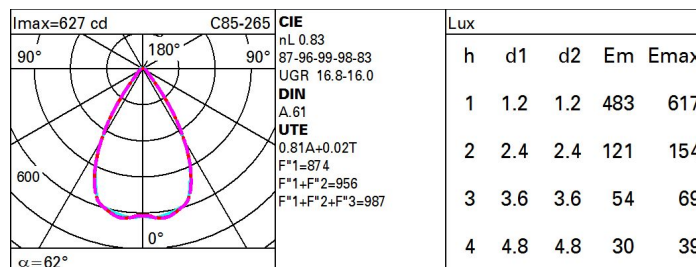 Imax=627 cd C85-265
90° 180° 90°
600
0°
α=62°
CIE
nL 0.83
87-96-99-98-83
UGR 16.8-16.0
DIN
A.61
UTE
0.81A+0.02T
F"1=874
F"1+F"2=956
F"1+F"2+F"3=987
Lux
h d1 d2 Em Emax
1 1.2 1.2 483 617
2 2.4 2.4 121 154
3 3.6 3.6 54 69
4 4.8 4.8 30 39